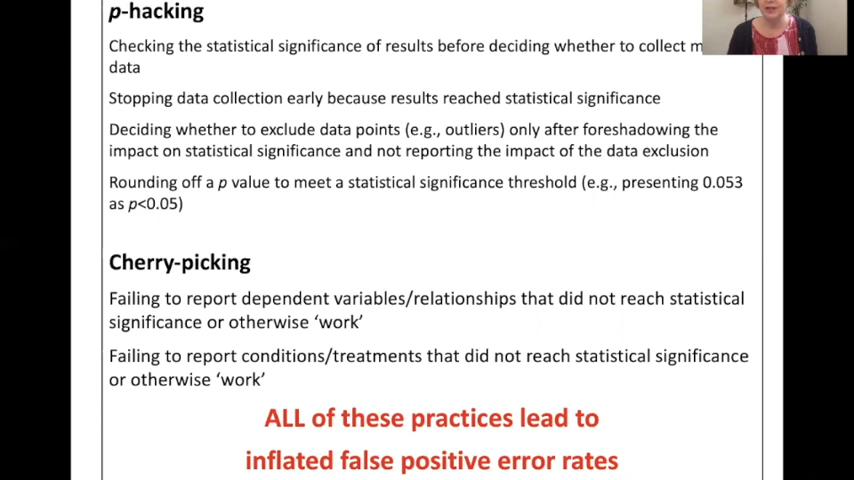 p-hacking
Checking the statistical significance of results before deciding whether to collect
data
Stopping data collection early because results reached statistical significance
Deciding whether to exclude data points (e.g., outliers) only after foreshadowing the
impact on statistical significance and not reporting the impact of the data exclusion
Rounding off a p value to meet a statistical significance threshold (e.g., presenting 0.053
as p<0.05)
Cherry-picking
Failing to report dependent variables/relationships that did not reach statistical
significance or otherwise ‘work’
Failing to report conditions/treatments that did not reach statistical significance
or otherwise ‘work’
ALL of these practices lead to
inflated false positive error rates